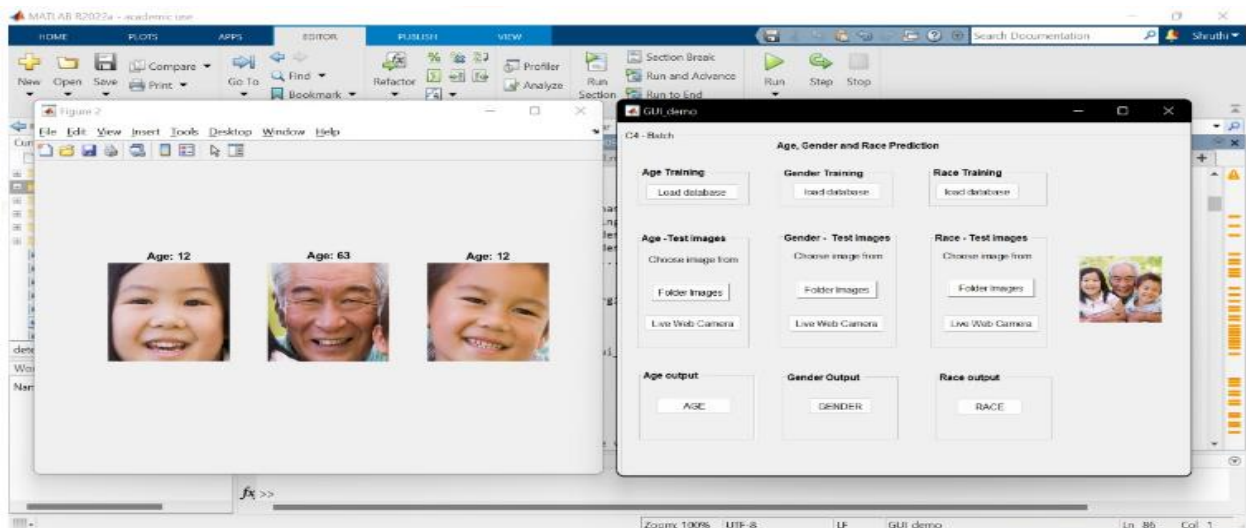 MATLAB R2022a - academic use
HOME PLOTS APPS EDITOR PUBLISH VIEW
Search Documentation
Shruthi
New Open Save
Compare
Print
Go To
Find
Bookmark
Refactor
Profiler
Analyze
Run Section
Section Break
Run and Advance
Run to End
Run Step Stop
Figure 2
File Edit View Insert Tools Desktop Window Help
Age: 12
Age: 63
Age: 12
GUI_demo
C4 - Batch
Age, Gender and Race Prediction
Age Training
Load database
Gender Training
load database
Race Training
load database
Age -Test images
Choose image from
Folder Images
Live Web Camera
Gender - Test images
Choose image from
Folder Images
Live Web Camera
Race - Test images
Choose image from
Folder Images
Live Web Camera
Age output
AGE
Gender Output
GENDER
Race output
RACE
fx >>
Zoom: 100% UTF-8 LF GUI_demo Ln 86 Col 1